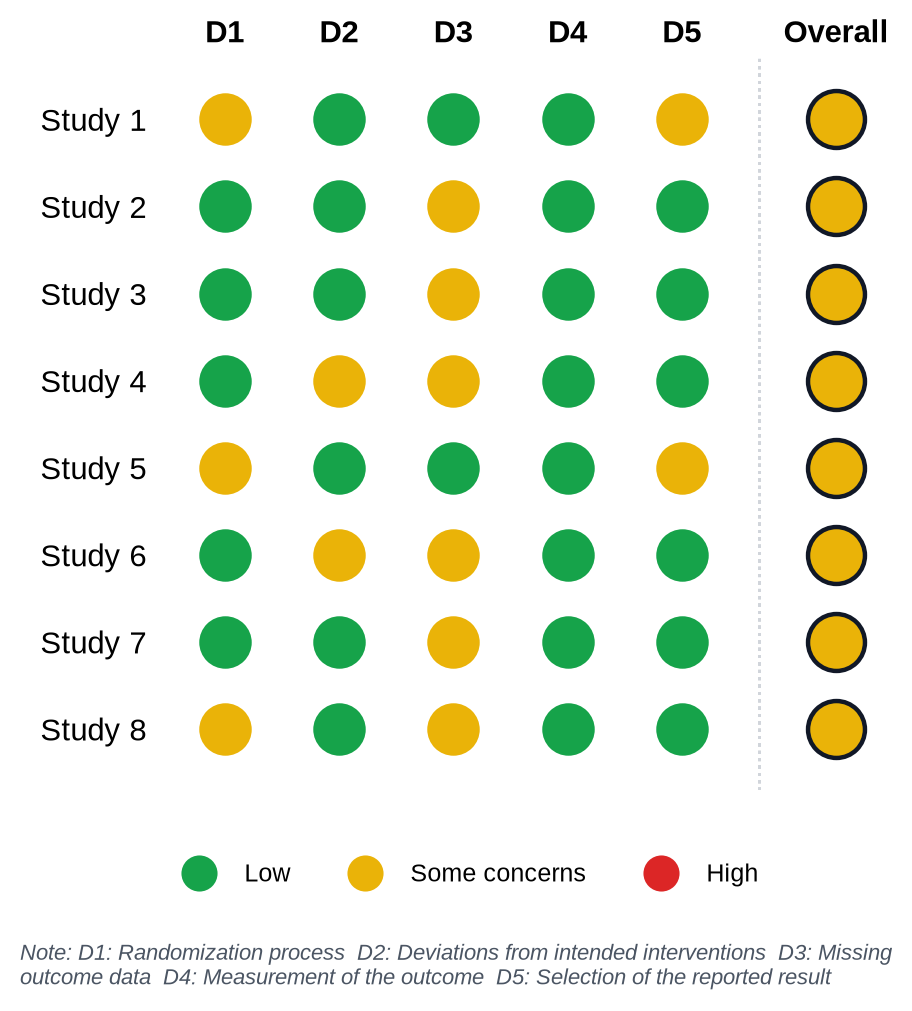 D1 D2 D3 D4 D5 Overall
Study 1
Study 2
Study 3
Study 4
Study 5
Study 6
Study 7
Study 8
Low Some concerns High
Note: D1: Randomization process  D2: Deviations from intended interventions  D3: Missing
outcome data  D4: Measurement of the outcome  D5: Selection of the reported result